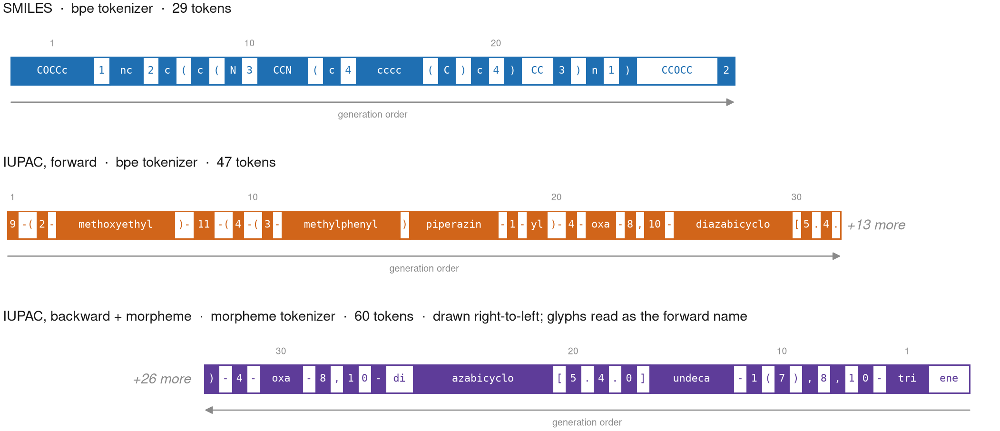 SMILES · bpe tokenizer · 29 tokens
1 10 20
COCCc 1 nc 2 c ( c ( N 3 CCN ( c 4 cccc ( C ) c 4 ) CC 3 ) n 1 ) CCOCC 2
generation order
IUPAC, forward · bpe tokenizer · 47 tokens
1 10 20 30
9 -( 2 - methoxyethyl )- 11 -( 4 -( 3 - methylphenyl ) piperazin - 1 - yl )- 4 - oxa - 8 , 10 - diazabicyclo [ 5 . 4 . +13 more
generation order
IUPAC, backward + morpheme · morpheme tokenizer · 60 tokens · drawn right-to-left; glyphs read as the forward name
30 20 10 1
+26 more ) - 4 - oxa - 8 , 1 0 - di azabicyclo [ 5 . 4 . 0 ] undeca - 1 ( 7 ) , 8 , 1 0 - tri ene
generation order